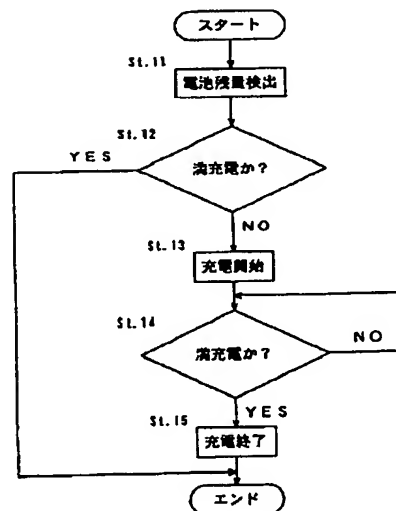 スタート
St.11
電池残量検出
St.12
YES
満充電か?
NO
St.13
充電開始
St.14
満充電か?
NO
YES
St.15
充電終了
エンド